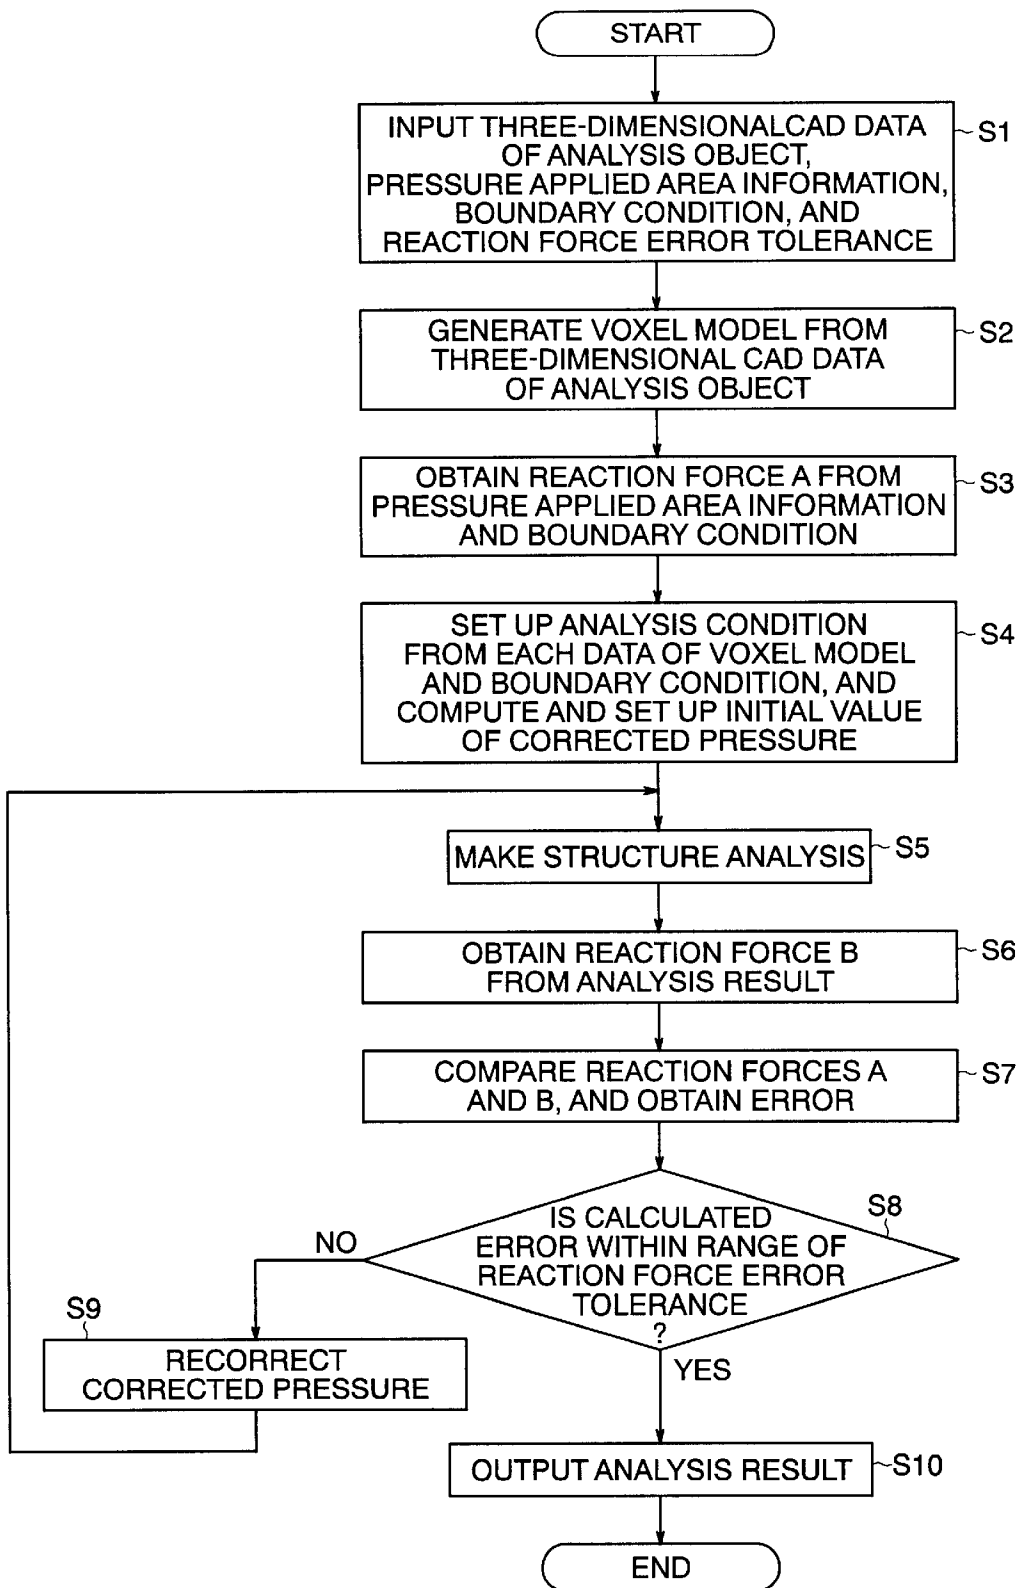 START
INPUT THREE-DIMENSIONALCAD DATA
OF ANALYSIS OBJECT,
PRESSURE APPLIED AREA INFORMATION,
BOUNDARY CONDITION, AND
REACTION FORCE ERROR TOLERANCE
S1
GENERATE VOXEL MODEL FROM
THREE-DIMENSIONAL CAD DATA
OF ANALYSIS OBJECT
S2
OBTAIN REACTION FORCE A FROM
PRESSURE APPLIED AREA INFORMATION
AND BOUNDARY CONDITION
S3
SET UP ANALYSIS CONDITION
FROM EACH DATA OF VOXEL MODEL
AND BOUNDARY CONDITION, AND
COMPUTE AND SET UP INITIAL VALUE
OF CORRECTED PRESSURE
S4
MAKE STRUCTURE ANALYSIS
S5
OBTAIN REACTION FORCE B
FROM ANALYSIS RESULT
S6
COMPARE REACTION FORCES A
AND B, AND OBTAIN ERROR
S7
IS CALCULATED
ERROR WITHIN RANGE OF
REACTION FORCE ERROR
TOLERANCE
?
S8
NO
S9
RECORRECT
CORRECTED PRESSURE
YES
OUTPUT ANALYSIS RESULT
S10
END